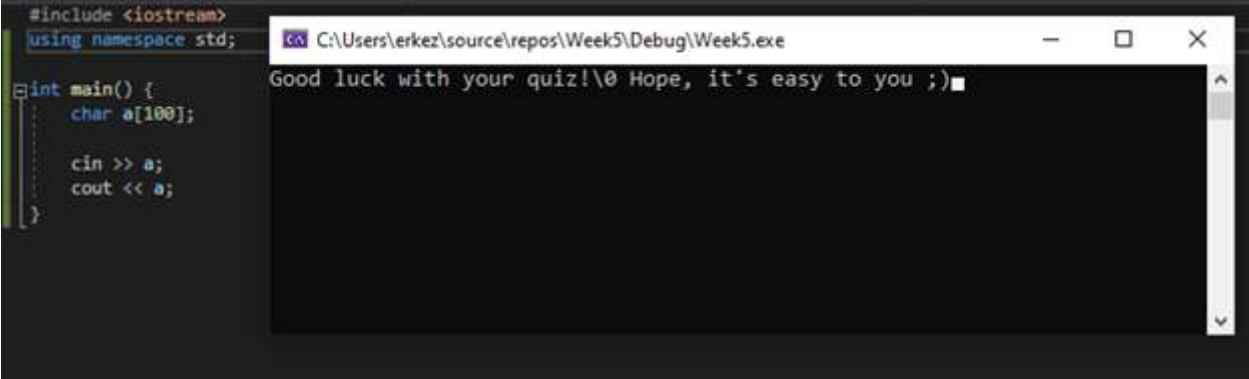 #include <iostream>
using namespace std;
int main() {
char a[100];
cin >> a;
cout << a;
}
C:\Users\erkez\source\repos\Week5\Debug\Week5.exe
Good luck with your quiz!\0 Hope, it's easy to you ;)